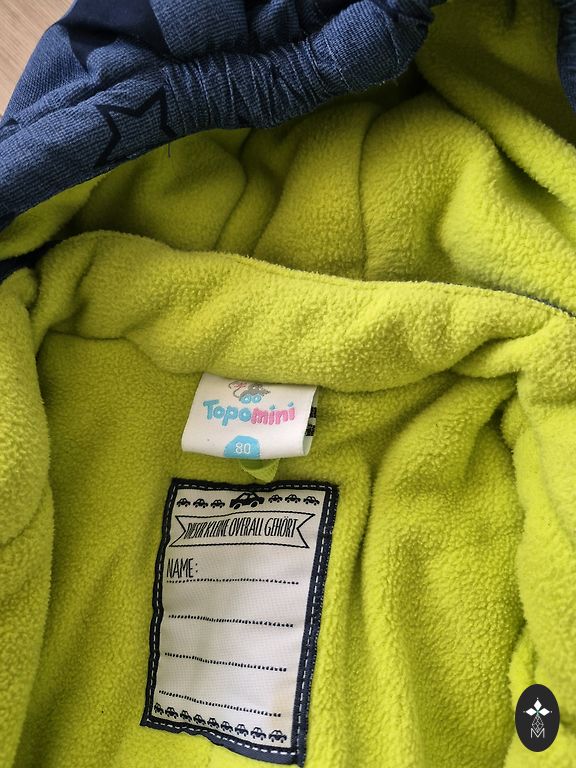 Topomini
80
DIESER KLEINE OVERALL GEHÖRT
NAME:
M